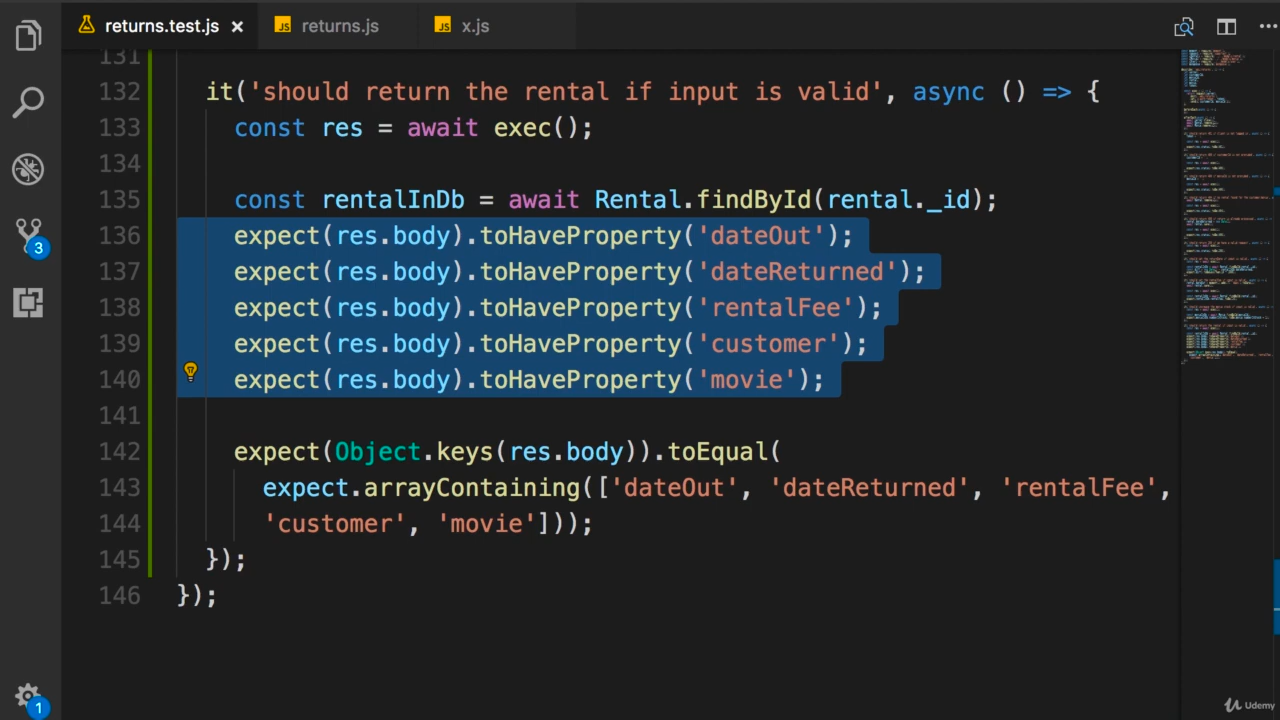 returns.test.js × returns.js x.js
131
132 it('should return the rental if input is valid', async () => {
133 const res = await exec();
134
135 const rentalInDb = await Rental.findById(rental._id);
136 expect(res.body).toHaveProperty('dateOut');
137 expect(res.body).toHaveProperty('dateReturned');
138 expect(res.body).toHaveProperty('rentalFee');
139 expect(res.body).toHaveProperty('customer');
140 expect(res.body).toHaveProperty('movie');
141
142 expect(Object.keys(res.body)).toEqual(
143 expect.arrayContaining(['dateOut', 'dateReturned', 'rentalFee',
144 'customer', 'movie']));
145 });
146 });
3
1
Udemy